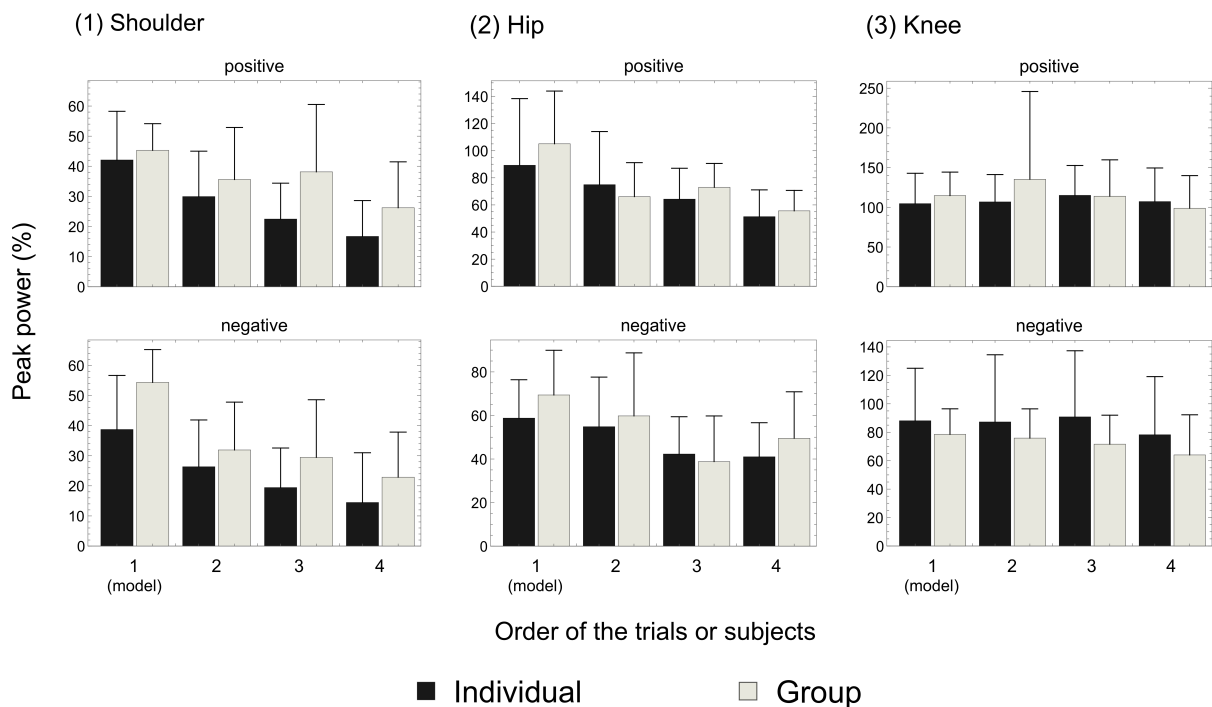 (1) Shoulder
(2) Hip
(3) Knee
Peak power (%)
positive
60
50
40
30
20
10
0
positive
140
120
100
80
60
40
20
0
positive
250
200
150
100
50
0
negative
60
50
40
30
20
10
0
1 2 3 4
(model)
negative
80
60
40
20
0
1 2 3 4
(model)
negative
140
120
100
80
60
40
20
0
1 2 3 4
(model)
Order of the trials or subjects
Individual Group